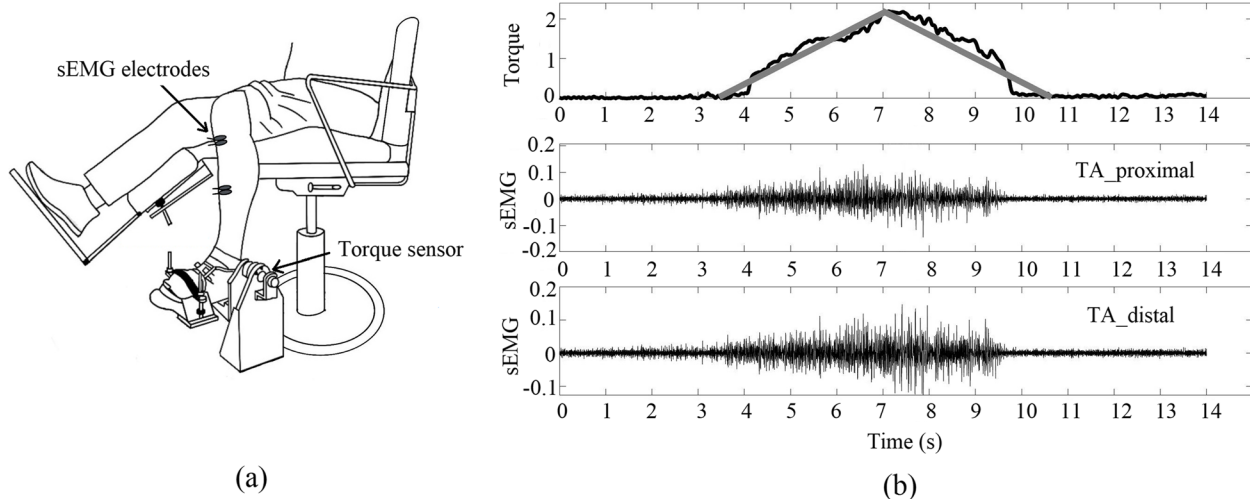 sEMG electrodes
Torque sensor
(a)
Torque
2
1
0
0 1 2 3 4 5 6 7 8 9 10 11 12 13 14
sEMG
0.2
0.1
0
-0.1
-0.2
TA_proximal
0 1 2 3 4 5 6 7 8 9 10 11 12 13 14
sEMG
0.2
0.1
0
-0.1
TA_distal
0 1 2 3 4 5 6 7 8 9 10 11 12 13 14
Time (s)
(b)